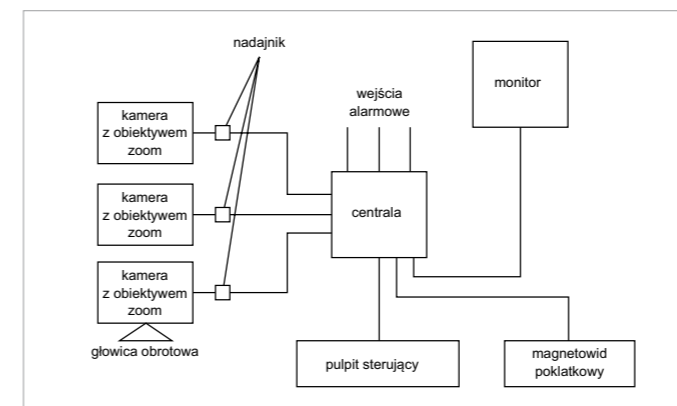 nadajnik
kamera
z obiektywem
zoom
kamera
z obiektywem
zoom
kamera
z obiektywem
zoom
głowica obrotowa
wejścia
alarmowe
centrala
monitor
pulpit sterujący
magnetowid
poklatkowy